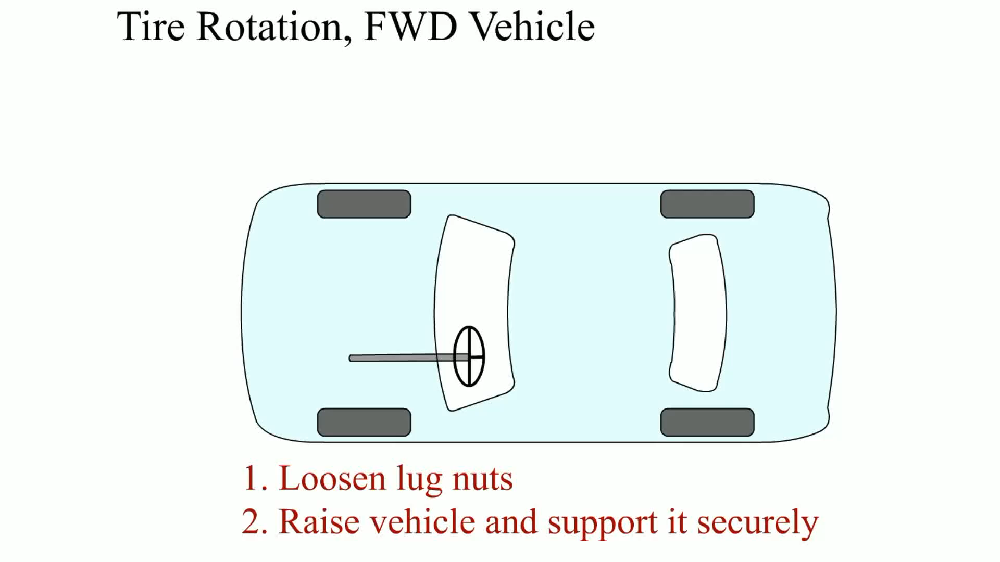 Tire Rotation, FWD Vehicle
1. Loosen lug nuts
2. Raise vehicle and support it securely